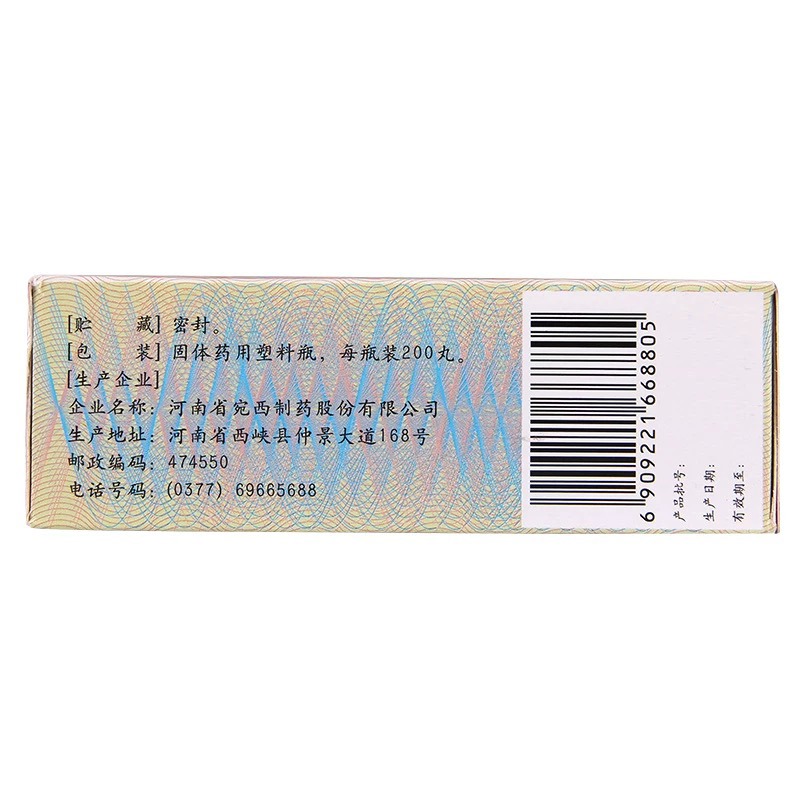 [贮　　藏] 密封。
[包　　装] 固体药用塑料瓶，每瓶装200丸。
[生产企业]
企业名称：河南省宛西制药股份有限公司
生产地址：河南省西峡县仲景大道168号
邮政编码：474550
电话号码：(0377) 69665688
6 909221 668805
产品批号：
生产日期：
有效期至：